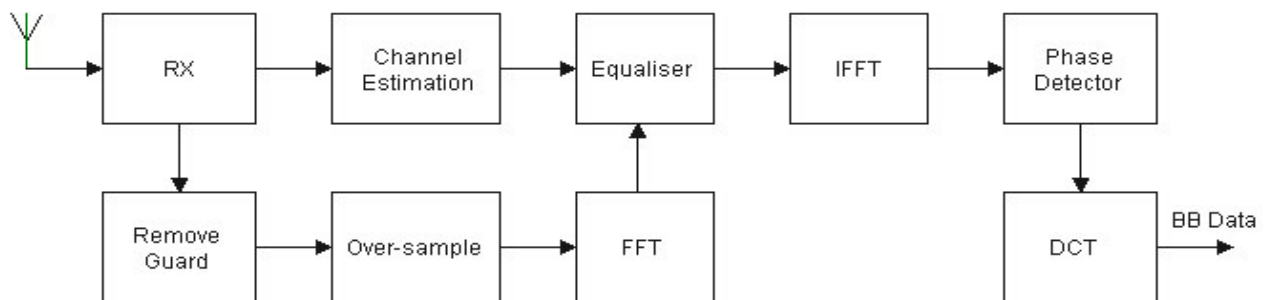 RX
Channel
Estimation
Equaliser
IFFT
Phase
Detector
Remove
Guard
Over-sample
FFT
DCT
BB Data